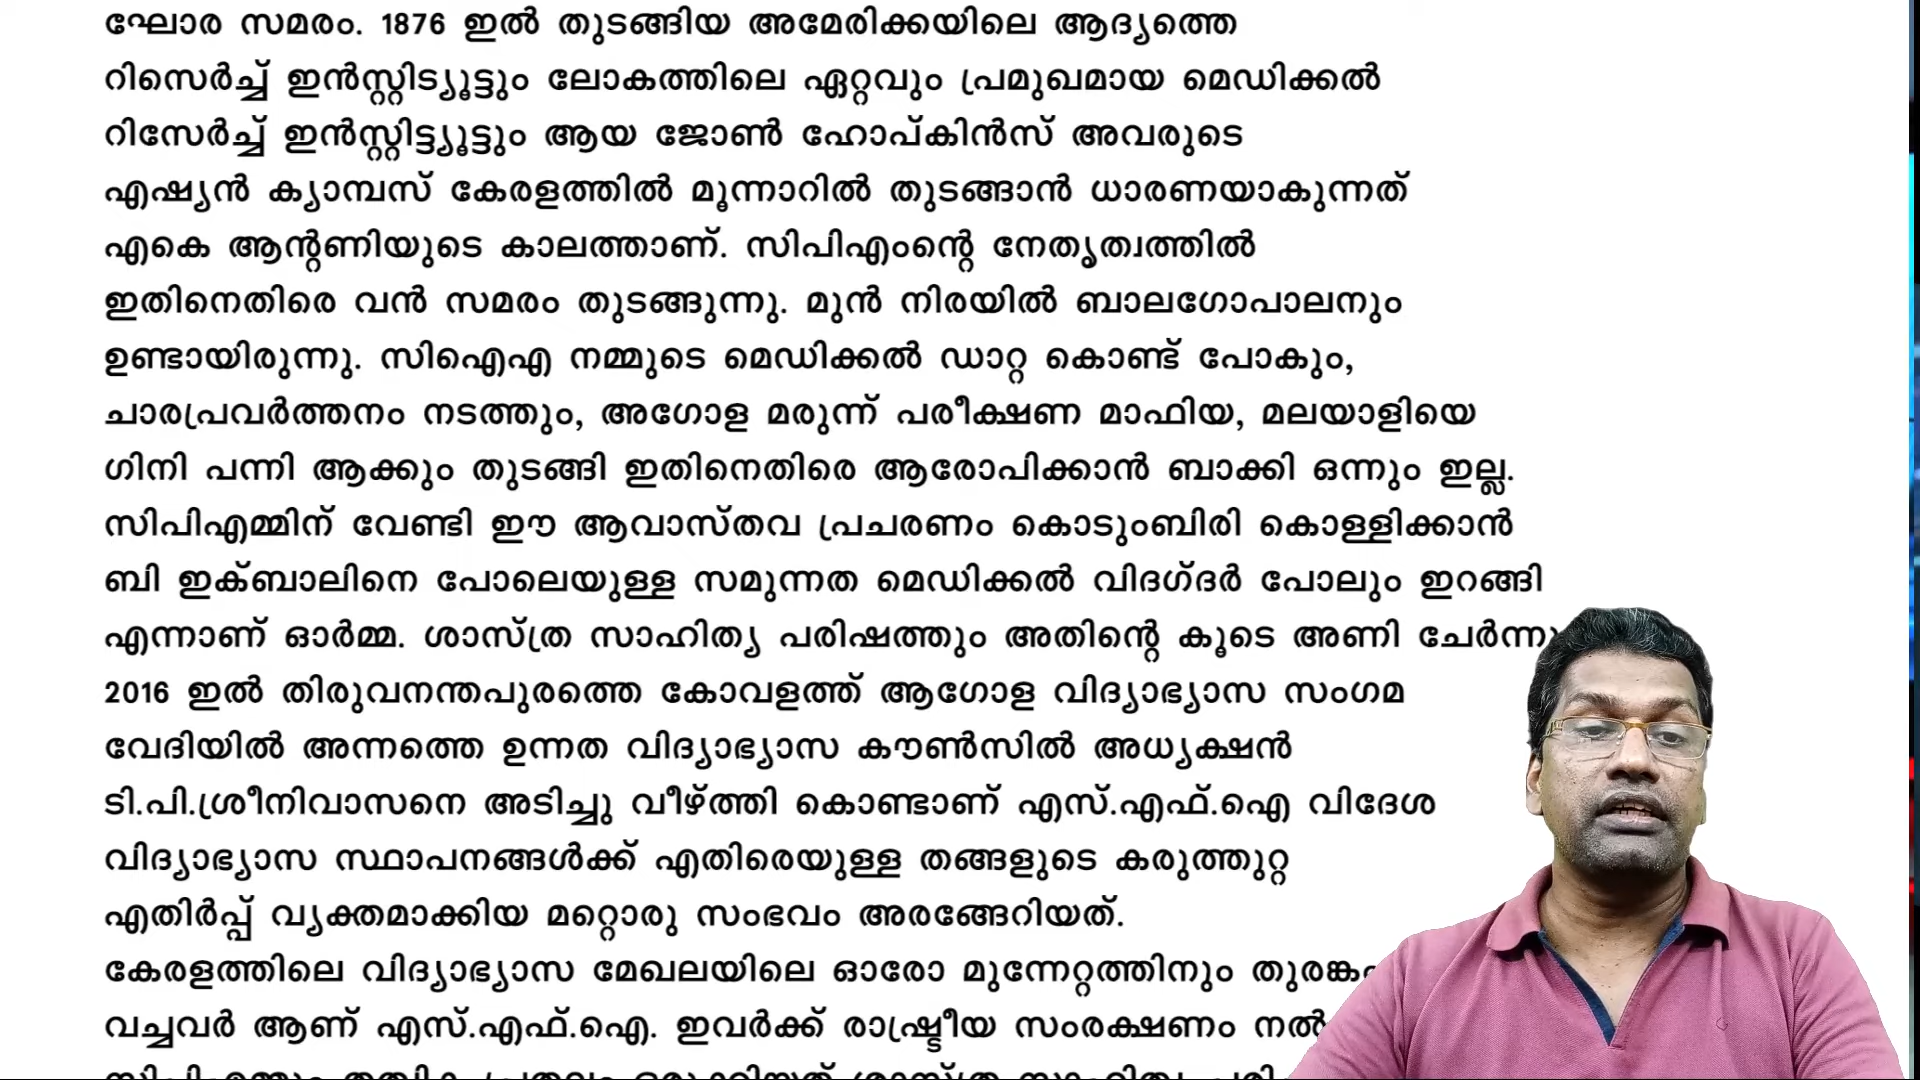 ഘോര സമരം. 1876 ഇൽ തുടങ്ങിയ അമേരിക്കയിലെ ആദ്യത്തെ
റിസെർച്ച് ഇൻസ്റ്റിട്യൂട്ടും ലോകത്തിലെ ഏറ്റവും പ്രമുഖമായ മെഡിക്കൽ
റിസേർച്ച് ഇൻസ്റ്റിട്ട്യൂട്ടും ആയ ജോൺ ഹോപ്കിൻസ് അവരുടെ
എഷ്യൻ ക്യാമ്പസ് കേരളത്തിൽ മൂന്നാറിൽ തുടങ്ങാൻ ധാരണയാകുന്നത്
എകെ ആന്റണിയുടെ കാലത്താണ്. സിപിഎംന്റെ നേതൃത്വത്തിൽ
ഇതിനെതിരെ വൻ സമരം തുടങ്ങുന്നു. മുൻ നിരയിൽ ബാലഗോപാലനും
ഉണ്ടായിരുന്നു. സിഐഎ നമ്മുടെ മെഡിക്കൽ ഡാറ്റ കൊണ്ട് പോകും,
ചാരപ്രവർത്തനം നടത്തും, അഗോള മരുന്ന് പരീക്ഷണ മാഫിയ, മലയാളിയെ
ഗിനി പന്നി ആക്കും തുടങ്ങി ഇതിനെതിരെ ആരോപിക്കാൻ ബാക്കി ഒന്നും ഇല്ല.
സിപിഎമ്മിന് വേണ്ടി ഈ ആവാസ്തവ പ്രചരണം കൊടുംബിരി കൊള്ളിക്കാൻ
ബി ഇക്ബാലിനെ പോലെയുള്ള സമുന്നത മെഡിക്കൽ വിദഗ്ദർ പോലും ഇറങ്ങി
എന്നാണ് ഓർമ്മ. ശാസ്ത്ര സാഹിത്യ പരിഷത്തും അതിന്റെ കൂടെ അണി ചേർന്നു
2016 ഇൽ തിരുവനന്തപുരത്തെ കോവളത്ത് ആഗോള വിദ്യാഭ്യാസ സംഗമ
വേദിയിൽ അന്നത്തെ ഉന്നത വിദ്യാഭ്യാസ കൗൺസിൽ അധ്യക്ഷൻ
ടി.പി.ശ്രീനിവാസനെ അടിച്ചു വീഴ്ത്തി കൊണ്ടാണ് എസ്.എഫ്.ഐ വിദേശ
വിദ്യാഭ്യാസ സ്ഥാപനങ്ങൾക്ക് എതിരെയുള്ള തങ്ങളുടെ കരുത്തുറ്റ
എതിർപ്പ് വ്യക്തമാക്കിയ മറ്റൊരു സംഭവം അരങ്ങേറിയത്.
കേരളത്തിലെ വിദ്യാഭ്യാസ മേഖലയിലെ ഓരോ മുന്നേറ്റത്തിനും തുരങ്കം
വച്ചവർ ആണ് എസ്.എഫ്.ഐ. ഇവർക്ക് രാഷ്ട്രീയ സംരക്ഷണം